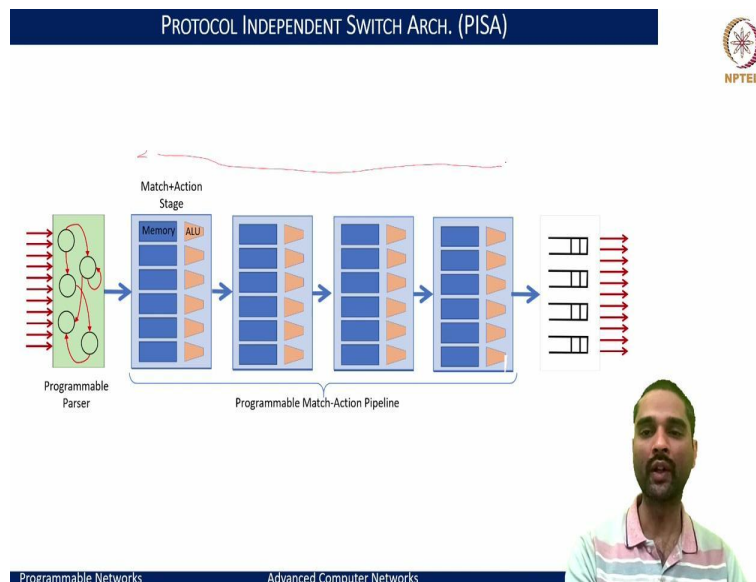 PROTOCOL INDEPENDENT SWITCH ARCH. (PISA)
NPTEL
Match+Action
Stage
Memory
ALU
Programmable
Parser
Programmable Match-Action Pipeline
Programmable Networks
Advanced Computer Networks